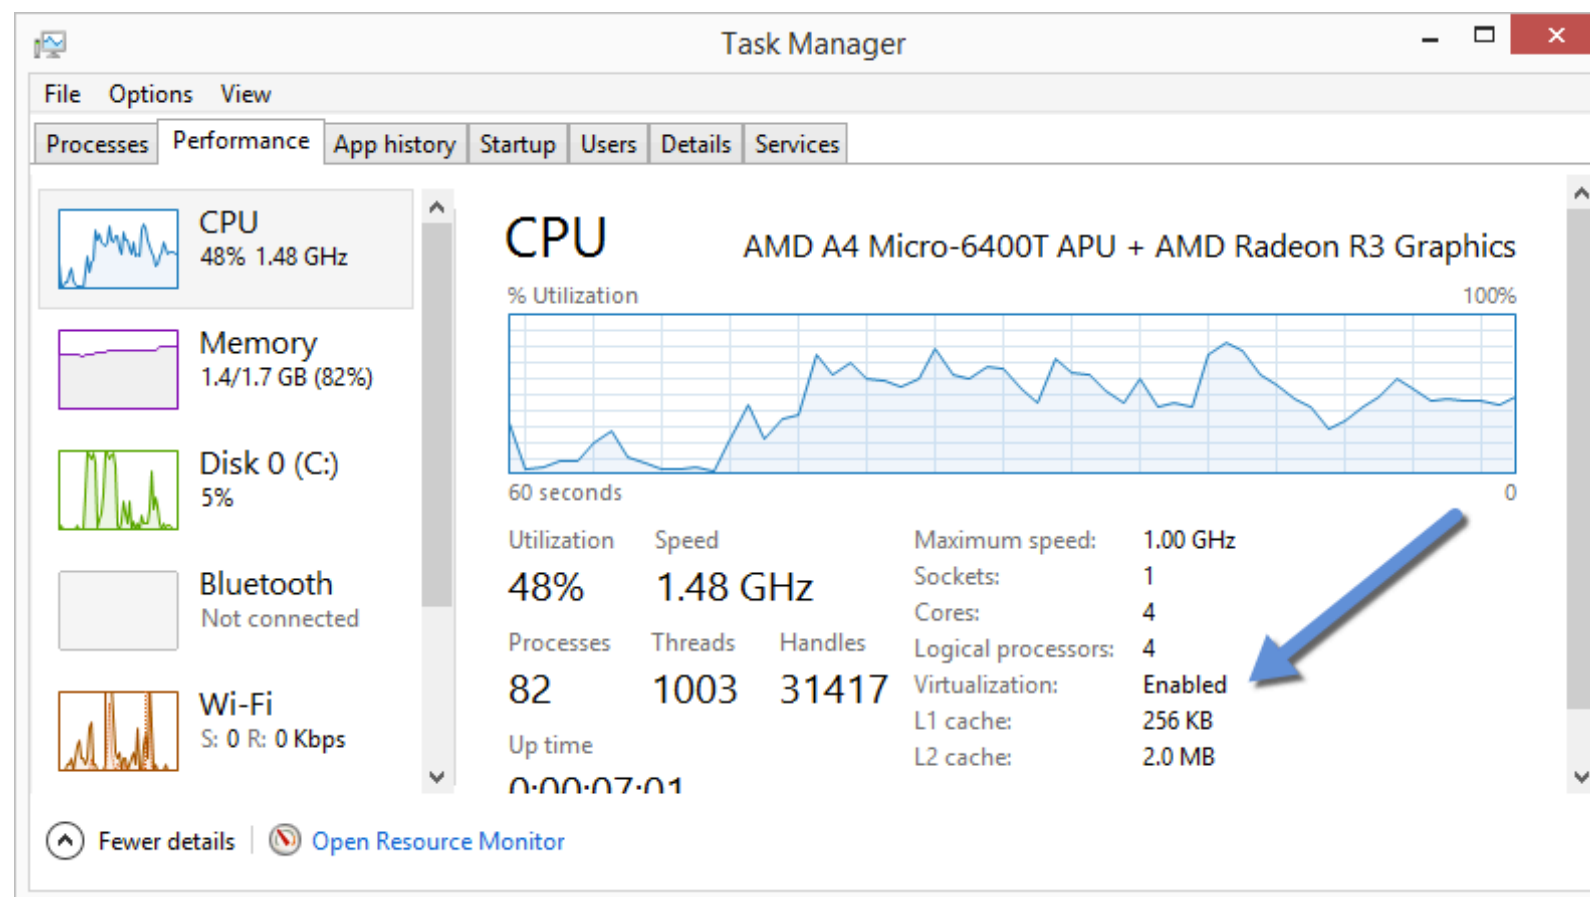 Task Manager
File Options View
Processes Performance App history Startup Users Details Services
CPU
48% 1.48 GHz
Memory
1.4/1.7 GB (82%)
Disk 0 (C:)
5%
Bluetooth
Not connected
Wi-Fi
S: 0 R: 0 Kbps
CPU AMD A4 Micro-6400T APU + AMD Radeon R3 Graphics
% Utilization 100%
60 seconds 0
Utilization Speed
48% 1.48 GHz
Processes Threads Handles
82 1003 31417
Up time
0:00:07:01
Maximum speed: 1.00 GHz
Sockets: 1
Cores: 4
Logical processors: 4
Virtualization: Enabled
L1 cache: 256 KB
L2 cache: 2.0 MB
Fewer details Open Resource Monitor